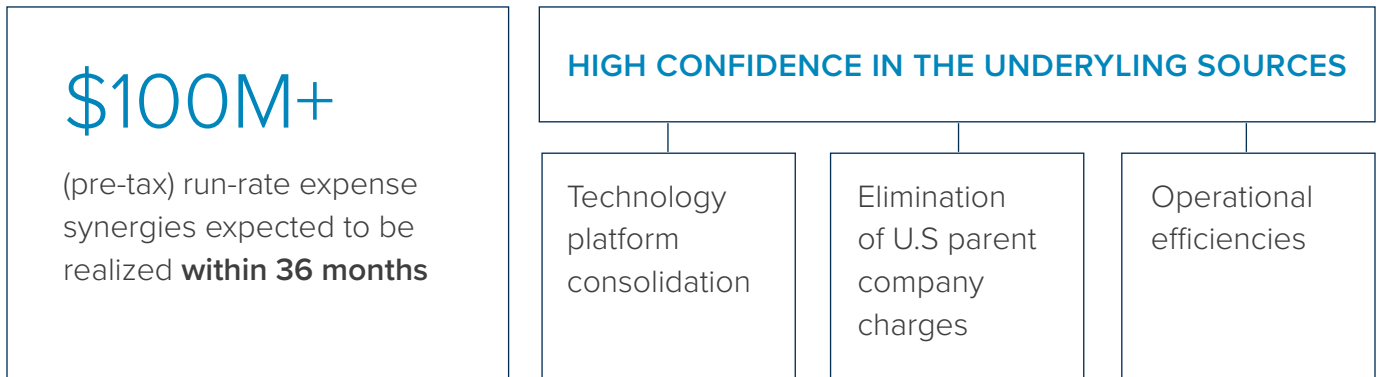 $100M+
(pre-tax) run-rate expense
synergies expected to be
realized within 36 months
HIGH CONFIDENCE IN THE UNDERYLING SOURCES
Technology
platform
consolidation
Elimination
of U.S parent
company
charges
Operational
efficiencies